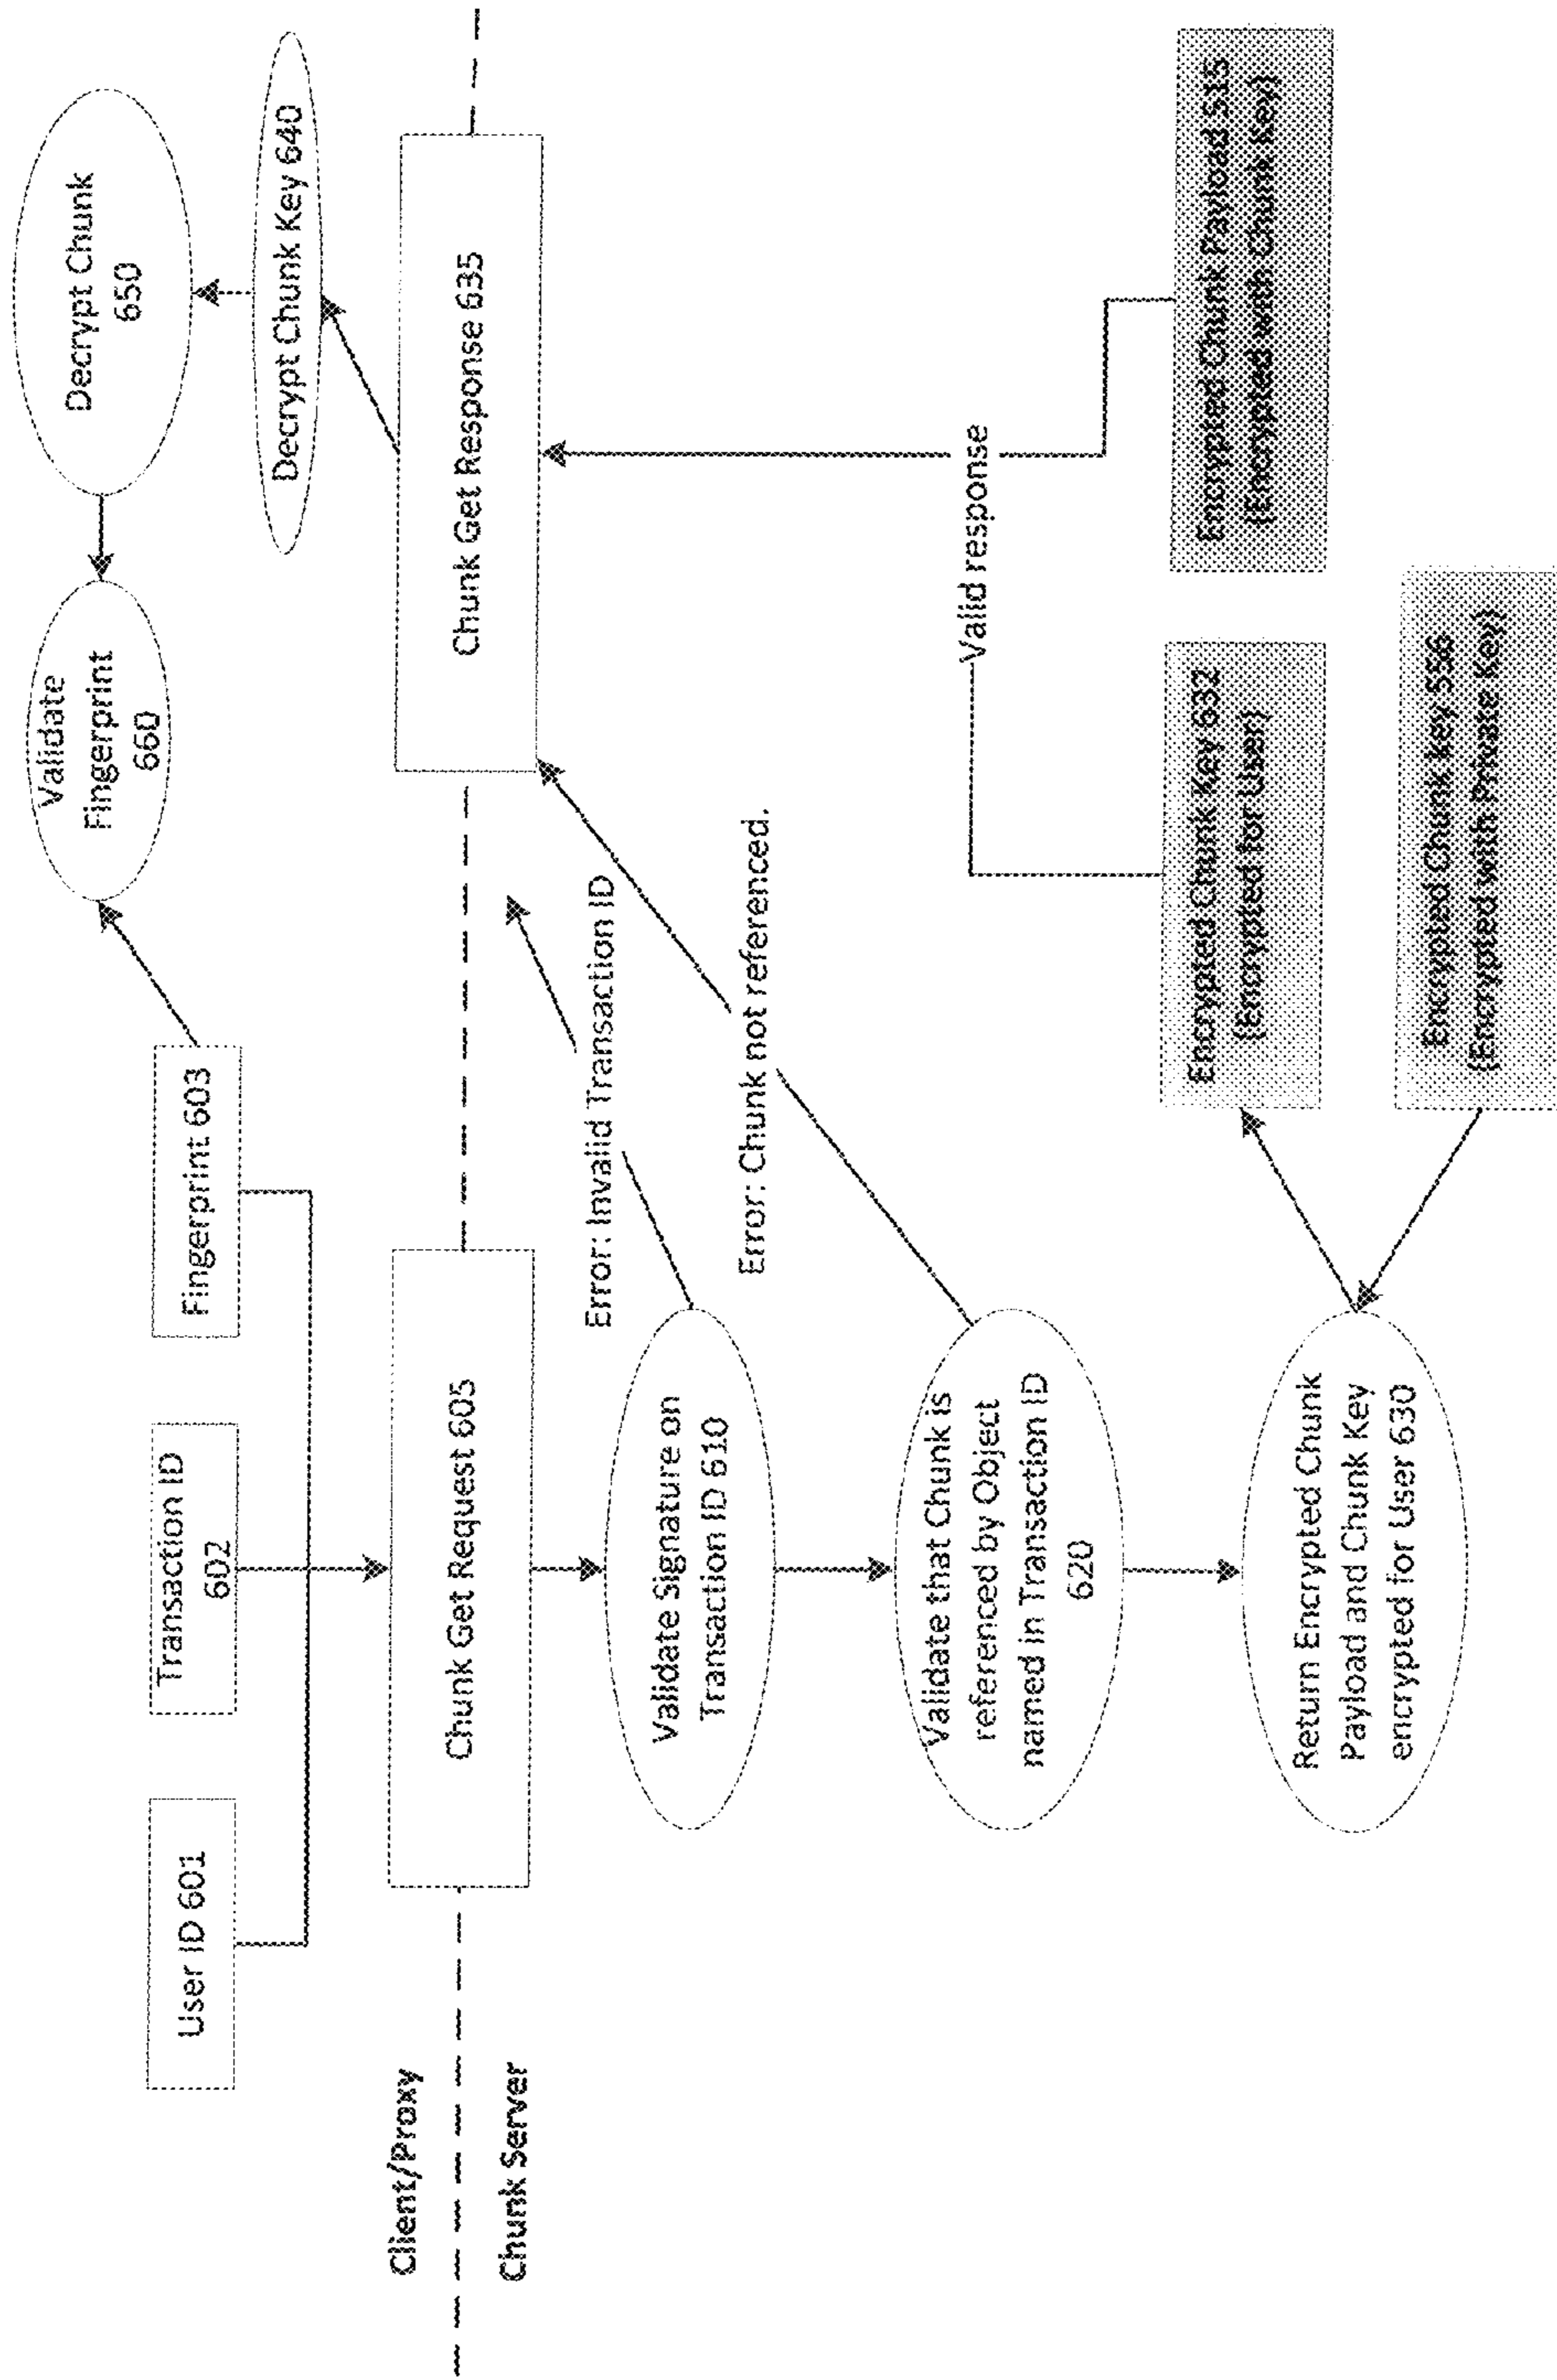 User ID 601
Transaction ID
602
Fingerprint 603
Validate
Fingerprint
660
Decrypt Chunk
650
Decrypt Chunk Key 640
Client/Proxy
Chunk Server
Chunk Get Request 605
Chunk Get Response 635
Validate Signature on
Transaction ID 610
Error: Invalid Transaction ID
Validate that Chunk is
referenced by Object
named in Transaction ID
620
Error: Chunk not referenced.
Valid response
Return Encrypted Chunk
Payload and Chunk Key
encrypted for User 630
Encrypted Chunk Key 632
(Encrypted for User)
Encrypted Chunk Payload 515
(Encrypted with Chunk Key)
Encrypted Chunk key 556
(Encrypted with Private Key)